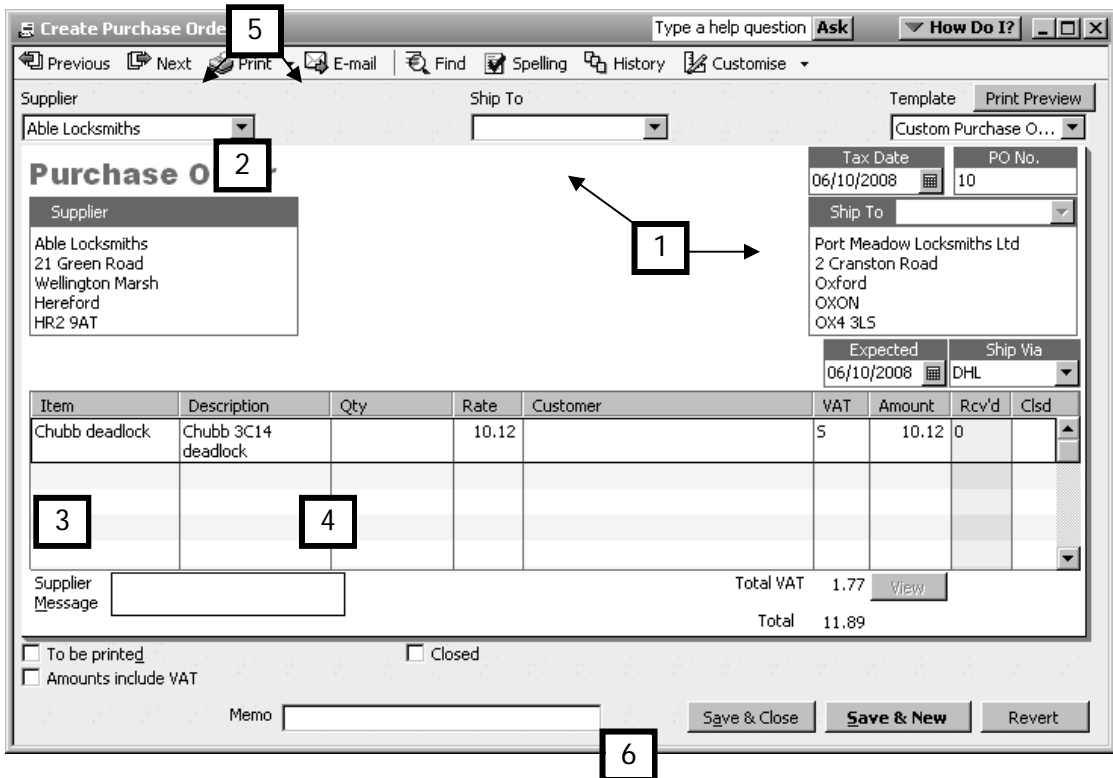 Create Purchase Orde
5
Type a help question Ask
How Do I?
Previous Next Print E-mail Find Spelling History Customise
Supplier
Ship To
Template Print Preview
Able Locksmiths
Custom Purchase O...
2
Purchase O r
Tax Date PO No.
06/10/2008 10
Supplier
Ship To
1
Able Locksmiths
21 Green Road
Wellington Marsh
Hereford
HR2 9AT
Port Meadow Locksmiths Ltd
2 Cranston Road
Oxford
OXON
OX4 3LS
Expected Ship Via
06/10/2008 DHL
Item Description Qty Rate Customer VAT Amount Rcv'd Clsd
Chubb deadlock Chubb 3C14 10.12 S 10.12 0
deadlock
3 4
Supplier
Message
Total VAT 1.77 View
Total 11.89
To be printed Closed
Amounts include VAT
Memo
Save & Close Save & New Revert
6